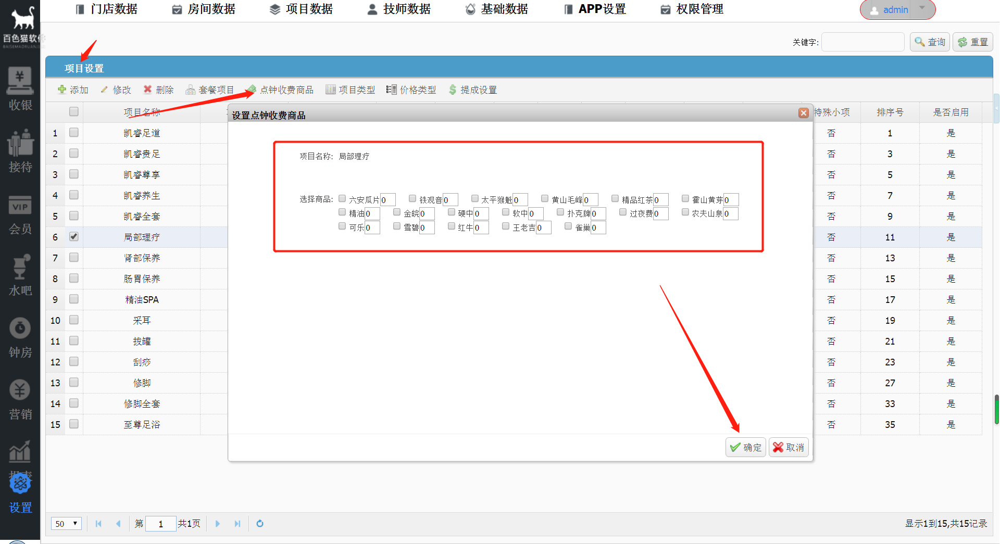 门店数据 房间数据 项目数据 技师数据 基础数据 APP设置 权限管理 admin
百色猫软件
BAISEMAORUANJIAN
关键字: 查询 重置
项目设置
添加 修改 删除 套餐项目 点钟收费商品 项目类型 价格类型 提成设置
项目名称 特殊小项 排序号 是否启用
设置点钟收费商品
1 凯睿足道 否 1 是
2 凯睿贵足 否 3 是
3 凯睿尊享 否 5 是
4 凯睿养生 否 7 是
5 凯睿全套 否 9 是
6 局部理疗 否 11 是
7 肾部保养 否 13 是
8 肠胃保养 否 15 是
9 精油SPA 否 17 是
10 采耳 否 19 是
11 拔罐 否 21 是
12 刮痧 否 23 是
13 修脚 否 27 是
14 修脚全套 否 33 是
15 至尊足浴 否 35 是
项目名称: 局部理疗
选择商品: 六安瓜片 0 铁观音 0 太平猴魁 0 黄山毛峰 0 精品红茶 0 霍山黄芽 0
精油 0 金皖 0 硬中 0 软中 0 扑克牌 0 过夜费 0 农夫山泉 0
可乐 0 雪碧 0 红牛 0 王老吉 0 雀巢 0
确定 取消
收银
接待
VIP
会员
水吧
钟房
营销
报表
设置
50 第 1 共1页 显示1到15,共15记录